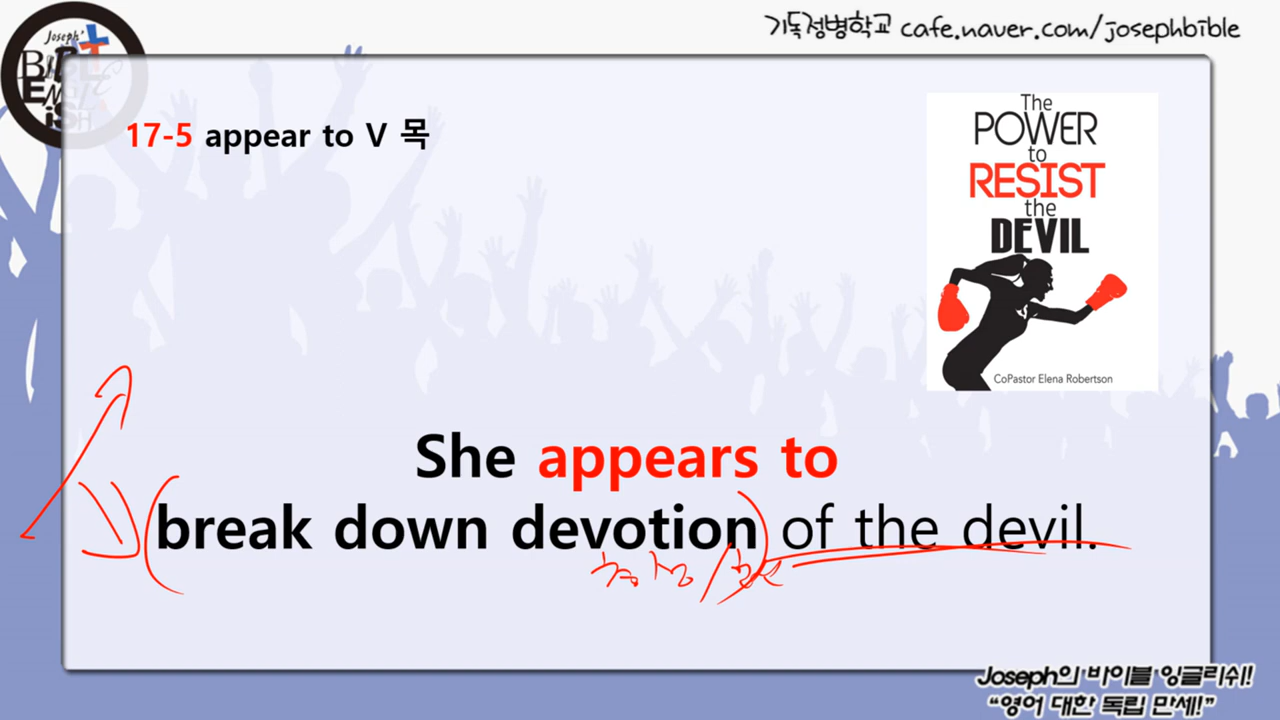 Joseph'
기독정병학교 cafe.naver.com/josephbible
17-5 appear to V 목
The
POWER
to
RESIST
the
DEVIL
CoPastor Elena Robertson
She appears to
break down devotion of the devil.
Joseph의 바이블 잉글리쉬!
“영어 대한 독립 만세!”